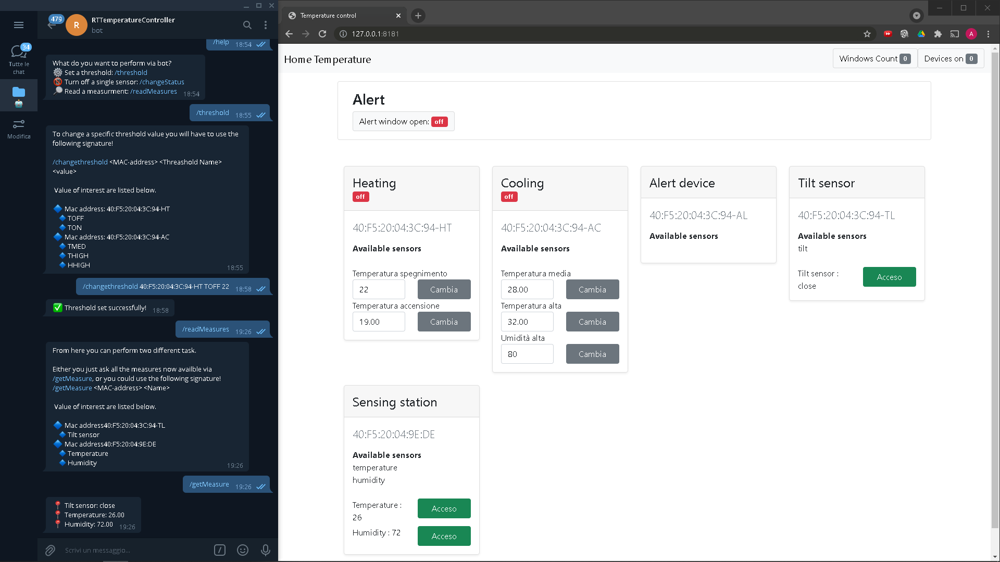 479
R
RTTemperatureController
bot
34
Tutte le
chat
Modifica
/help 18:54
What do you want to perform via bot?
Set a threshold: /threshold
Turn off a single sensor: /changeStatus
Read a measurment: /readMeasures 18:54
/threshold 18:55
To change a specific threshold value you will have to use the
following signature!
/changethreshold <MAC-address> <Threashold Name>
<value>
Value of interest are listed below.
Mac address: 40:F5:20:04:3C:94-HT
TOFF
TON
Mac address: 40:F5:20:04:3C:94-AC
TMED
THIGH
HHIGH 18:55
/changethreshold 40:F5:20:04:3C:94-HT TOFF 22 18:58
Threshold set successfully! 18:58
/readMeasures 19:26
From here you can perform two different task.
Either you just ask all the measures now availble via
/getMeasure, or you could use the following signature!
/getMeasure <MAC-address> <Name>
Value of interest are listed below.
Mac address40:F5:20:04:3C:94-TL
Tilt sensor
Mac address40:F5:20:04:9E:DE
Temperature
Humidity 19:26
/getMeasure 19:26
Tilt sensor: close
Temperature: 26.00
Humidity: 72.00 19:26
Scrivi un messaggio...
Temperature control
127.0.0.1:8181
A
Home Temperature
Windows Count 0
Devices on 0
Alert
Alert window open: off
Heating
off
40:F5:20:04:3C:94-HT
Available sensors
Temperatura spegnimento
22 Cambia
Temperatura accensione
19.00 Cambia
Cooling
off
40:F5:20:04:3C:94-AC
Available sensors
Temperatura media
28.00 Cambia
Temperatura alta
32.00 Cambia
Umidità alta
80 Cambia
Alert device
40:F5:20:04:3C:94-AL
Available sensors
Tilt sensor
40:F5:20:04:3C:94-TL
Available sensors
tilt
Tilt sensor :
close
Acceso
Sensing station
40:F5:20:04:9E:DE
Available sensors
temperature
humidity
Temperature :
26
Acceso
Humidity : 72
Acceso